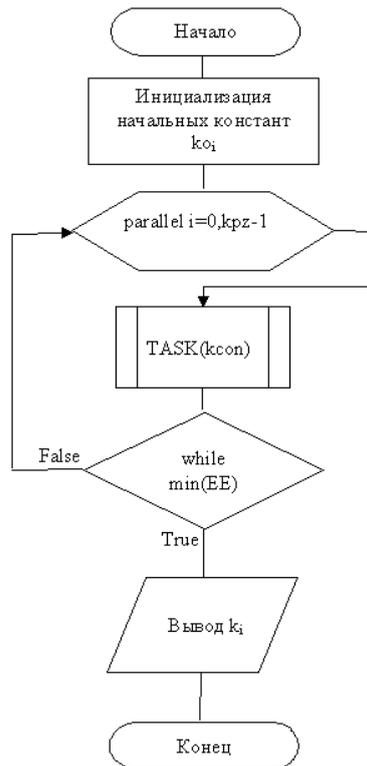 Начало
Инициализация
начальных констант
koi
parallel i=0,kpz-1
TASK(kcon)
while
min(EE)
False
True
Вывод ki
Конец